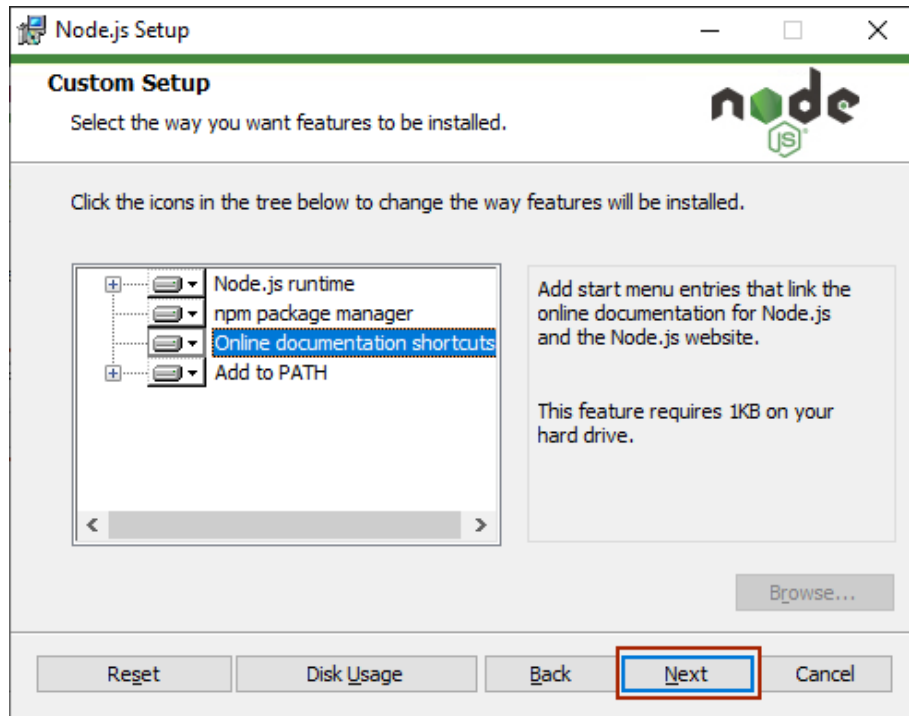 Node.js Setup
Custom Setup
Select the way you want features to be installed.
node
JS
Click the icons in the tree below to change the way features will be installed.
Node.js runtime
npm package manager
Online documentation shortcuts
Add to PATH
Add start menu entries that link the
online documentation for Node.js
and the Node.js website.
This feature requires 1KB on your
hard drive.
Browse...
Reset
Disk Usage
Back
Next
Cancel